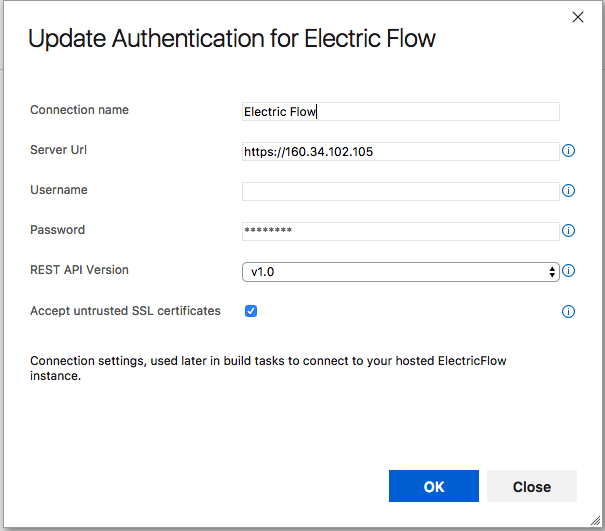 Update Authentication for Electric Flow
Connection name
Electric Flow
Server Url
https://160.34.102.105
Username
Password
********
REST API Version
v1.0
Accept untrusted SSL certificates
Connection settings, used later in build tasks to connect to your hosted ElectricFlow
instance.
OK
Close